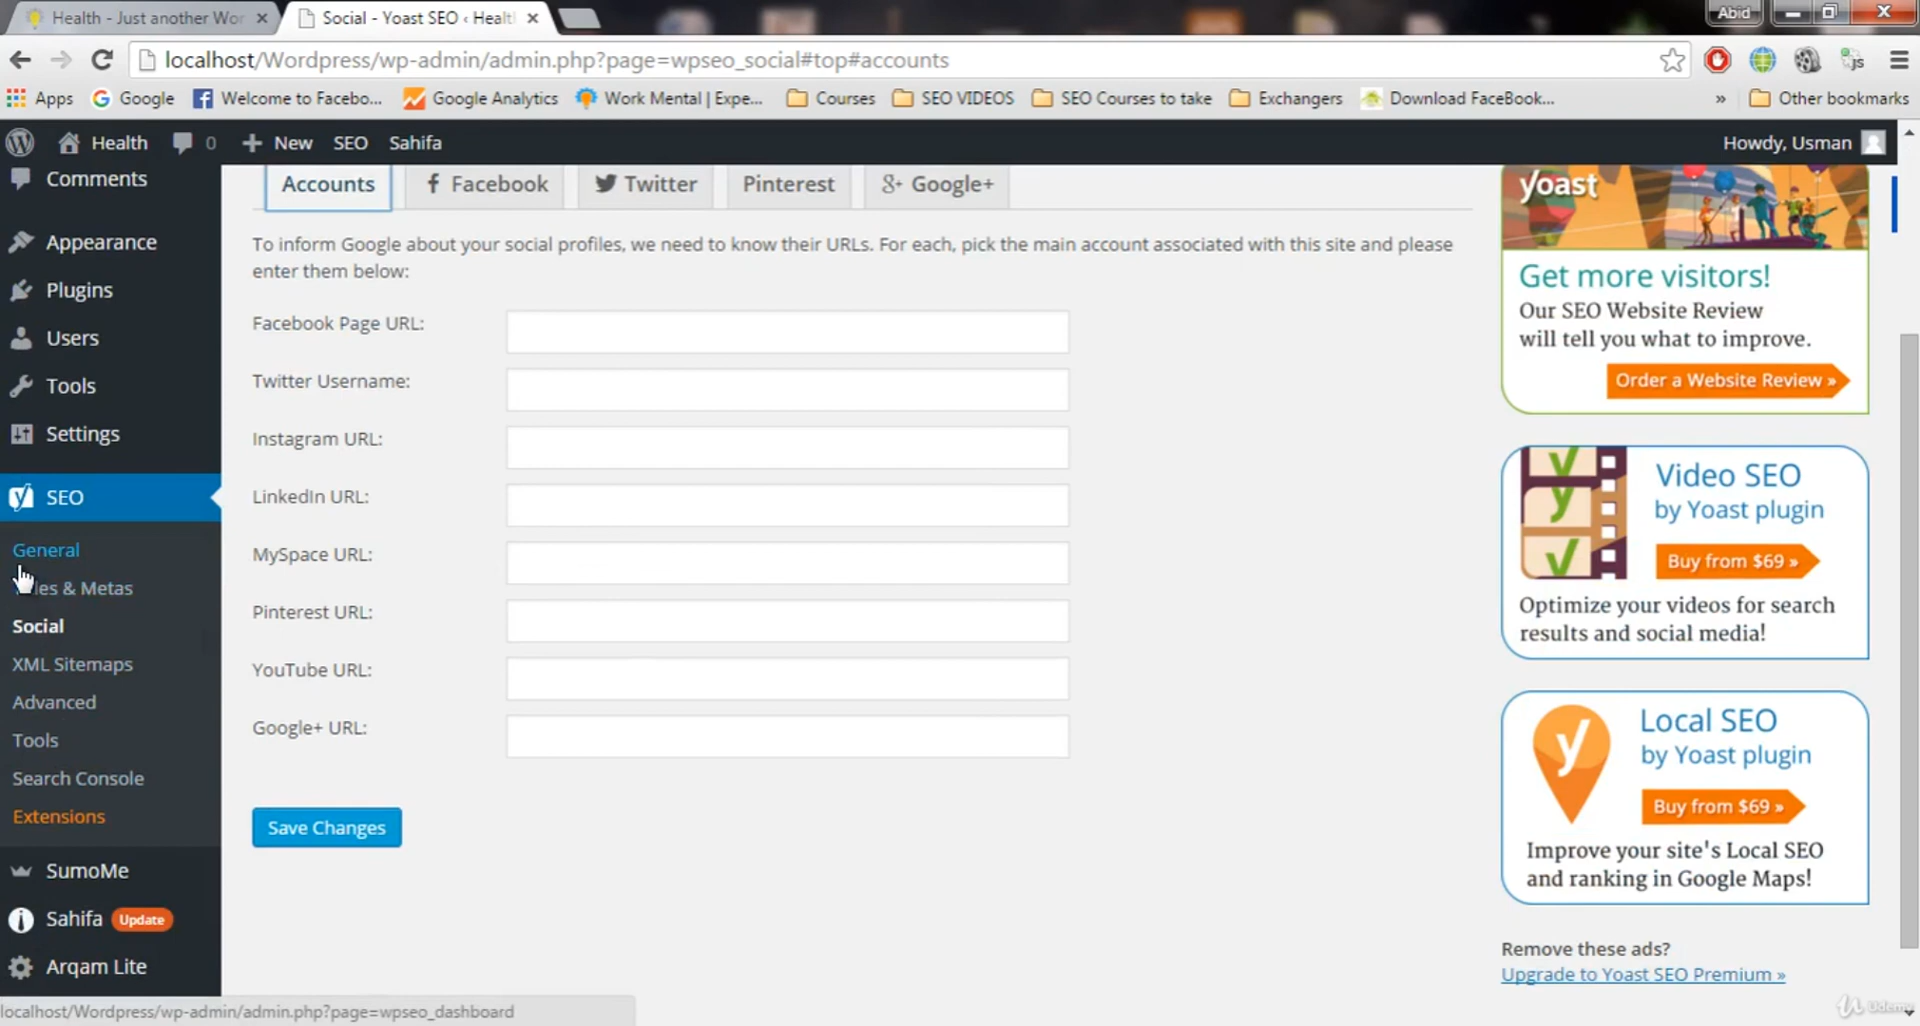 Health - Just another Wor
Social - Yoast SEO ‹ Healt
Abid
localhost/Wordpress/wp-admin/admin.php?page=wpseo_social#top#accounts
js
Apps
Google
Welcome to Facebo...
Google Analytics
Work Mental | Expe...
Courses
SEO VIDEOS
SEO Courses to take
Exchangers
Download FaceBook...
»
Other bookmarks
Health
0
New
SEO
Sahifa
Howdy, Usman
Comments
Appearance
Plugins
Users
Tools
Settings
SEO
General
les & Metas
Social
XML Sitemaps
Advanced
Tools
Search Console
Extensions
SumoMe
Sahifa Update
Arqam Lite
Accounts
Facebook
Twitter
Pinterest
Google+
To inform Google about your social profiles, we need to know their URLs. For each, pick the main account associated with this site and please
enter them below:
Facebook Page URL:
Twitter Username:
Instagram URL:
LinkedIn URL:
MySpace URL:
Pinterest URL:
YouTube URL:
Google+ URL:
Save Changes
yoast
Get more visitors!
Our SEO Website Review
will tell you what to improve.
Order a Website Review »
Video SEO
by Yoast plugin
Buy from $69 »
Optimize your videos for search
results and social media!
Local SEO
by Yoast plugin
Buy from $69 »
Improve your site's Local SEO
and ranking in Google Maps!
Remove these ads?
Upgrade to Yoast SEO Premium »
localhost/Wordpress/wp-admin/admin.php?page=wpseo_dashboard
Udemy